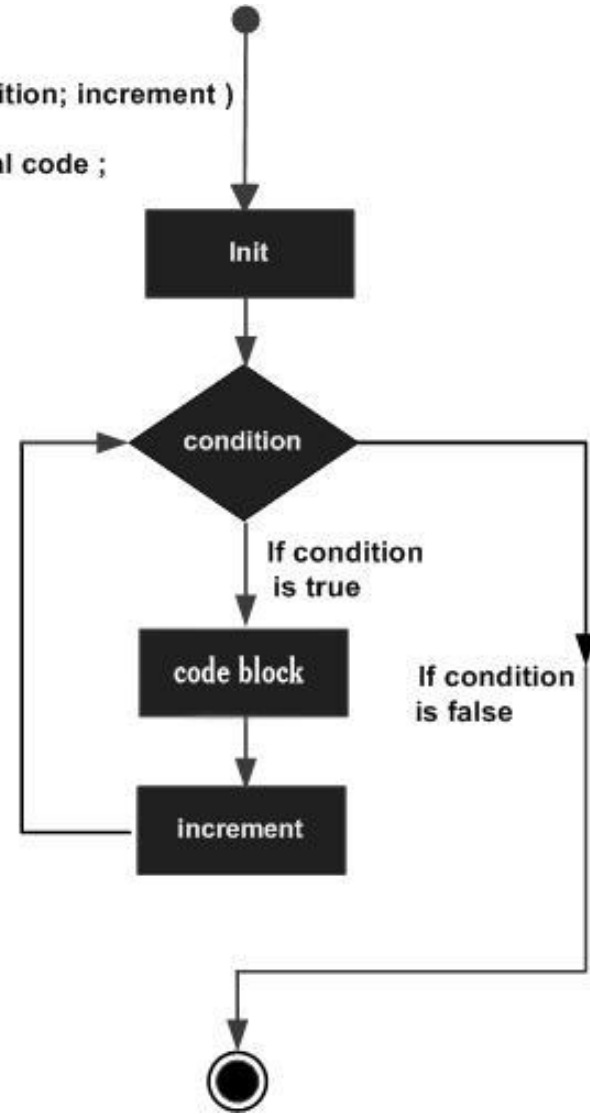 ition; increment )
al code ;
Init
condition
If condition
is true
code block
If condition
is false
increment